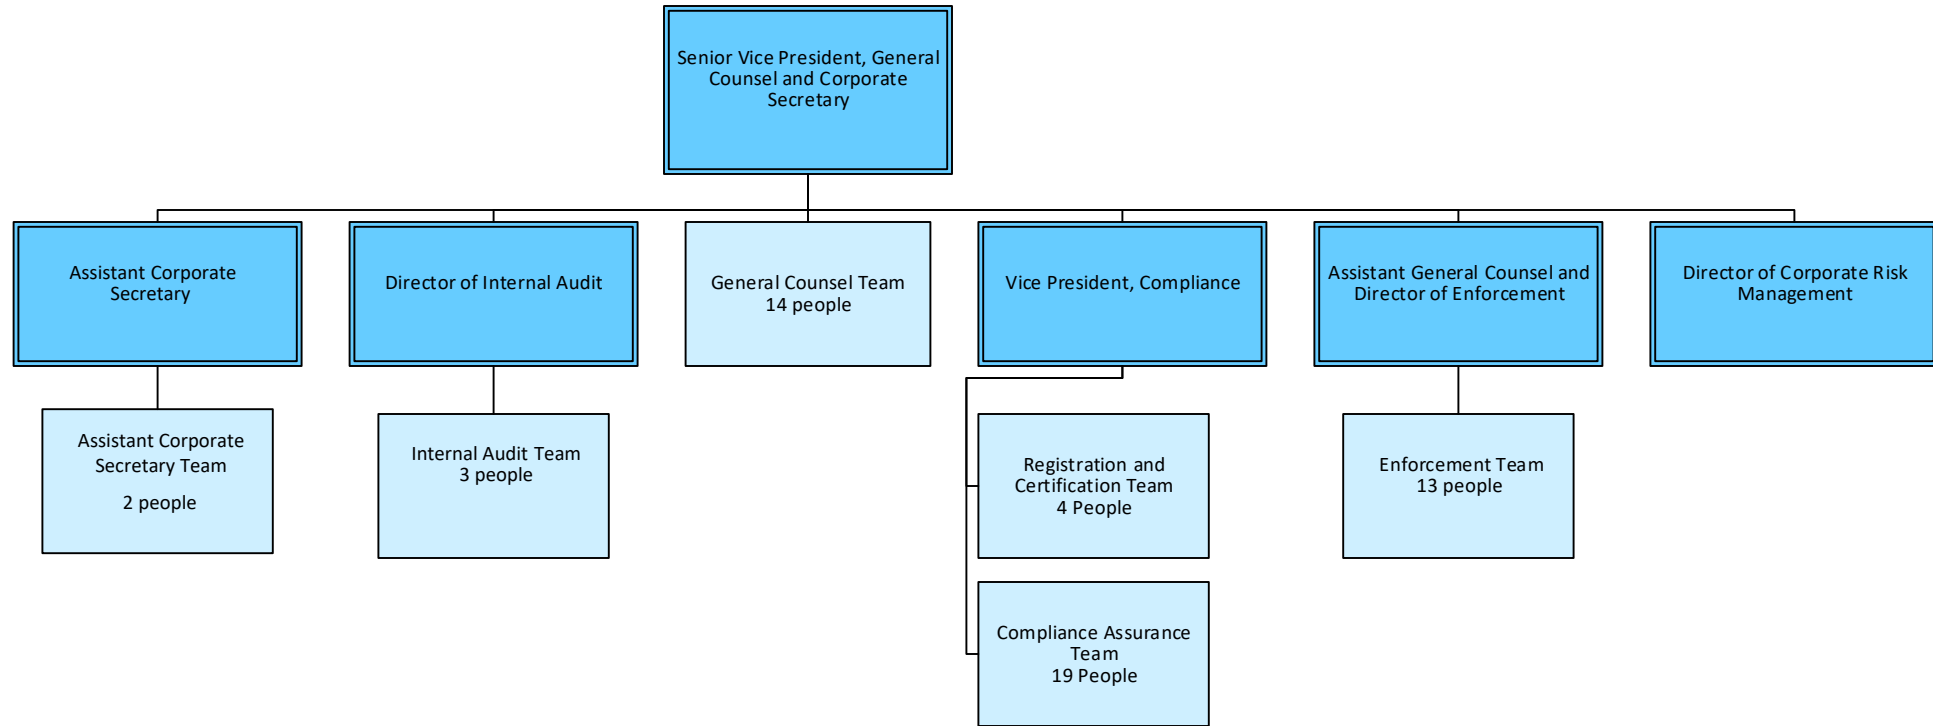 Senior Vice President, General
Counsel and Corporate
Secretary
Assistant Corporate
Secretary
Director of Internal Audit
General Counsel Team
14 people
Vice President, Compliance
Assistant General Counsel and
Director of Enforcement
Director of Corporate Risk
Management
Assistant Corporate
Secretary Team
2 people
Internal Audit Team
3 people
Registration and
Certification Team
4 People
Enforcement Team
13 people
Compliance Assurance
Team
19 People